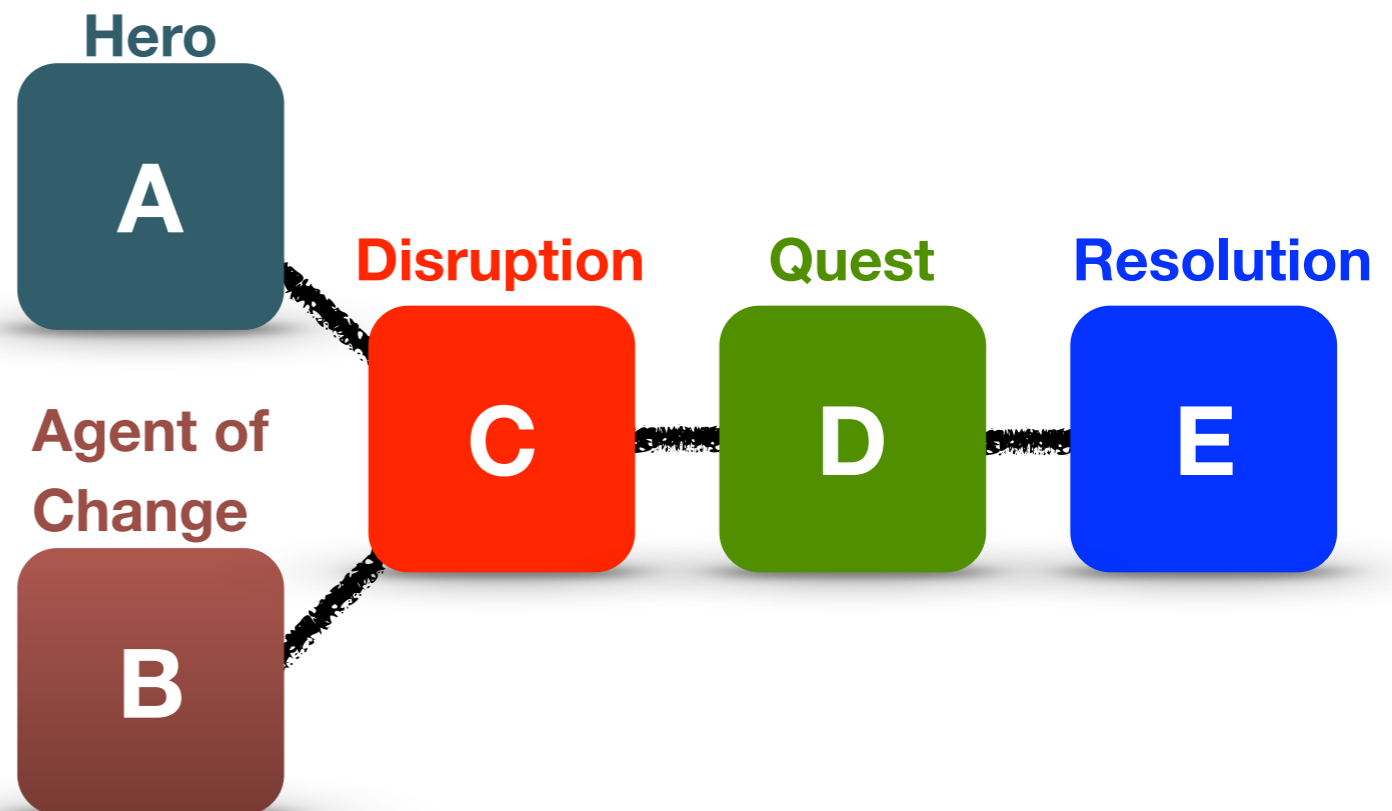 Hero
A
Agent of
Change
B
Disruption
C
Quest
D
Resolution
E